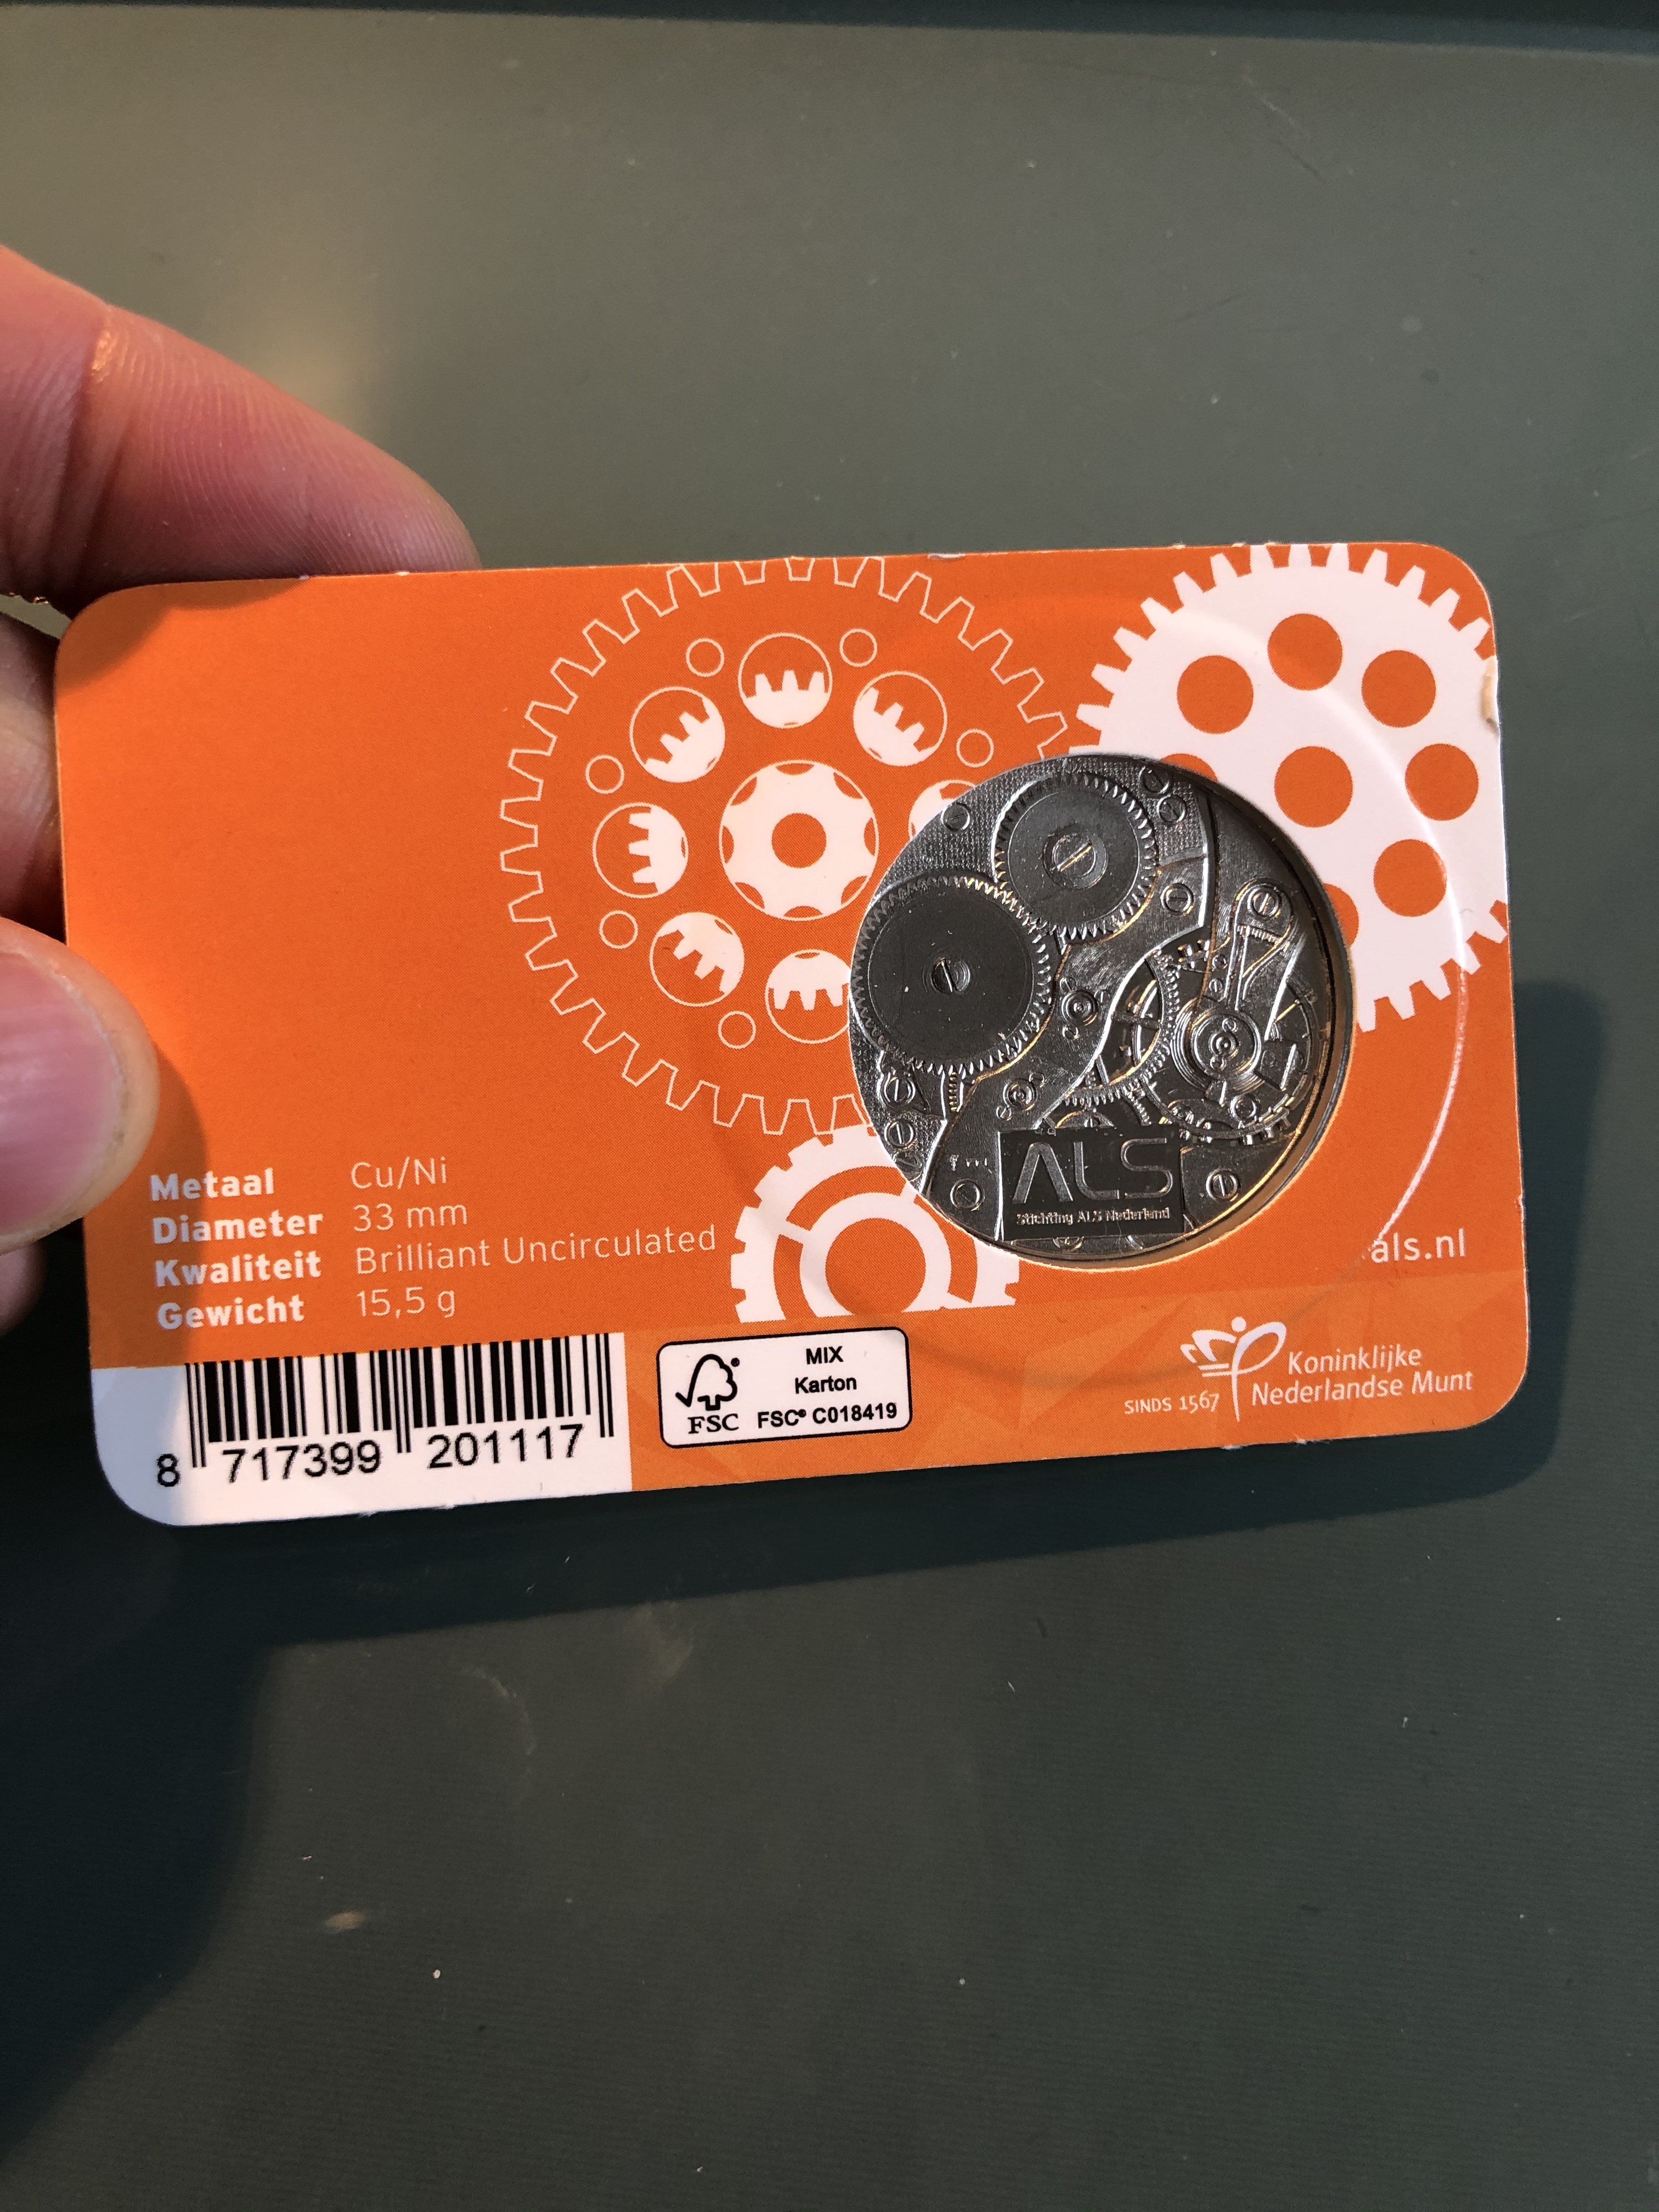 ALS
Stichting ALS Nederland
Metaal Cu/Ni
Diameter 33 mm
Kwaliteit Brilliant Uncirculated
Gewicht 15,5 g
als.nl
8 717399 201117
FSC
MIX
Karton
FSC® C018419
SINDS 1567
Koninklijke
Nederlandse Munt